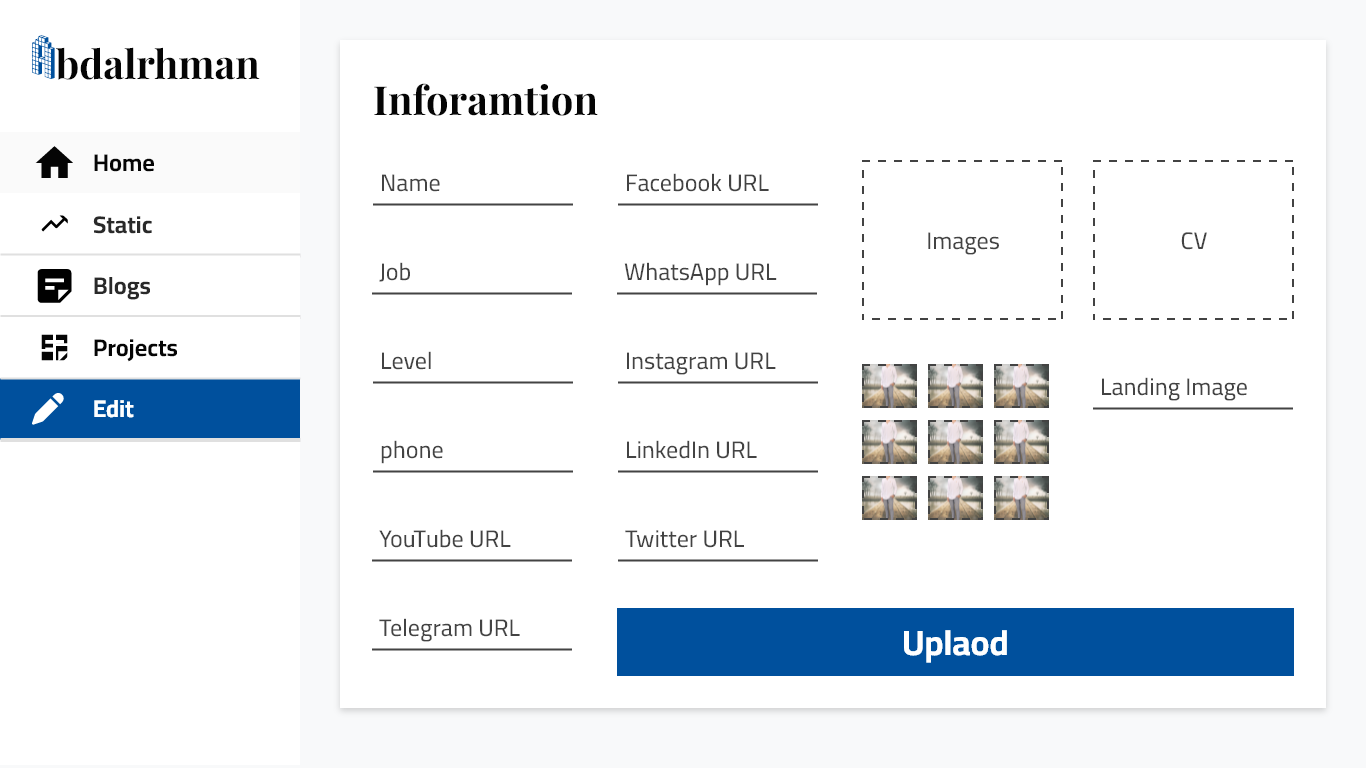 Abdalrhman
Home
Static
Blogs
Projects
Edit
Inforamtion
Name
Facebook URL
Images
CV
Job
WhatsApp URL
Level
Instagram URL
Landing Image
phone
LinkedIn URL
YouTube URL
Twitter URL
Telegram URL
Uplaod